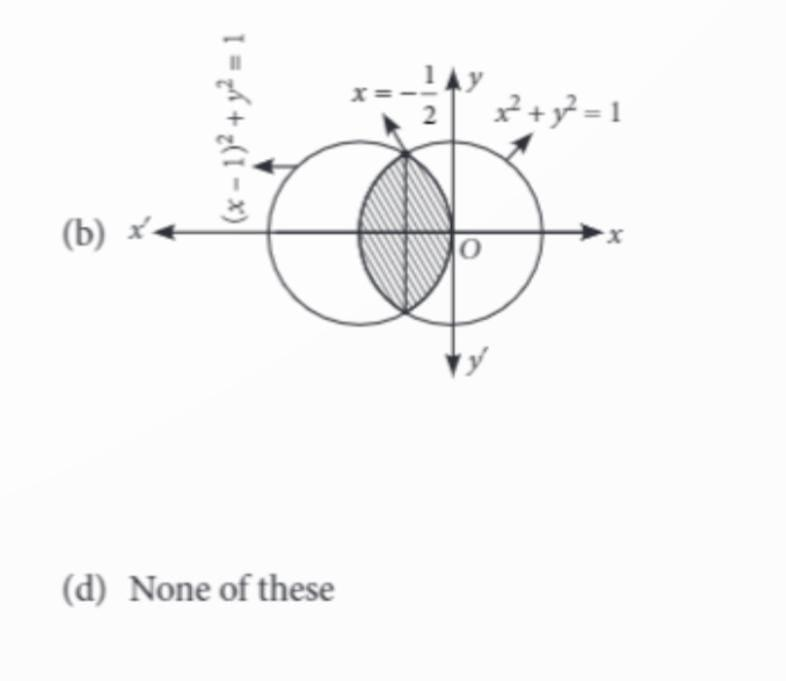 (x − 1)² + y² = 1
x = −1/2
y
x² + y² = 1
(b)
x′
O
x
y′
(d) None of these